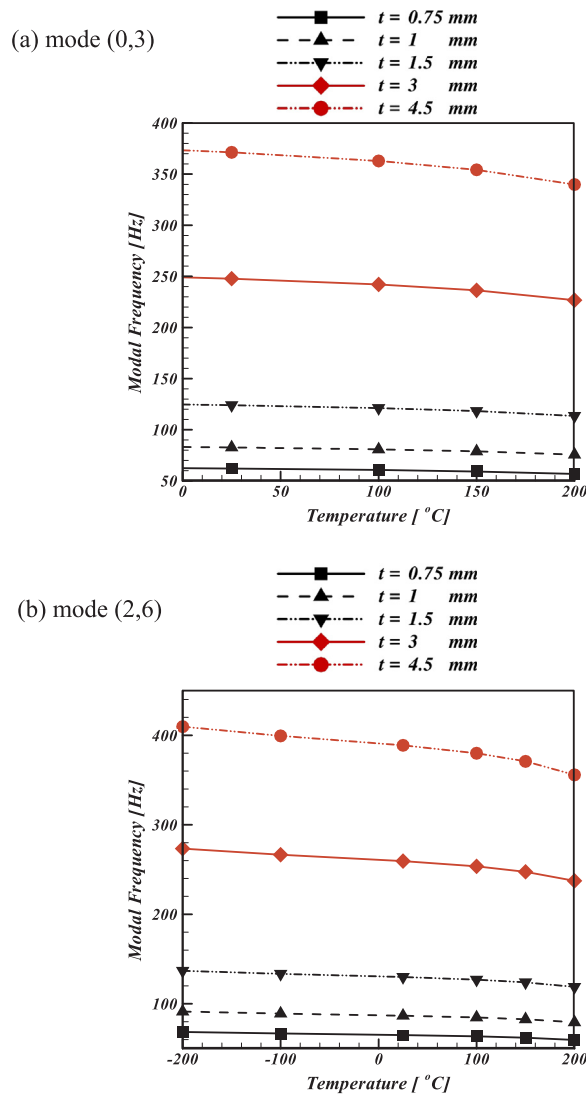 (a) mode (0,3)
t = 0.75 mm
t = 1 mm
t = 1.5 mm
t = 3 mm
t = 4.5 mm
400
350
300
250
200
150
100
50
Modal Frequency [Hz]
0 50 100 150 200
Temperature [ °C]
(b) mode (2,6)
t = 0.75 mm
t = 1 mm
t = 1.5 mm
t = 3 mm
t = 4.5 mm
400
300
200
100
Modal Frequency [Hz]
-200 -100 0 100 200
Temperature [ °C]